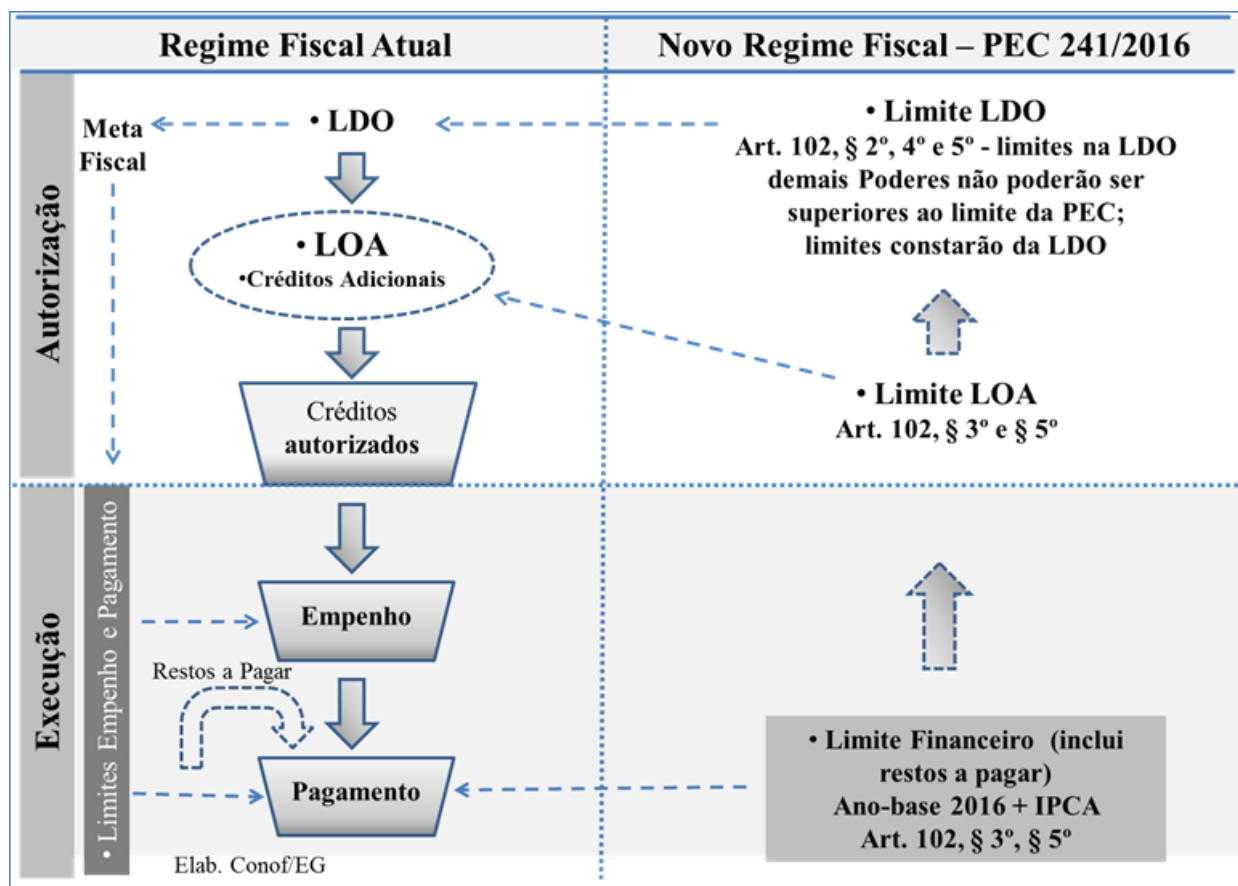 Regime Fiscal Atual
Novo Regime Fiscal – PEC 241/2016
Autorização
Meta
Fiscal
• LDO
• LOA
•Créditos Adicionais
Créditos
autorizados
• Limite LDO
Art. 102, § 2º, 4º e 5º - limites na LDO
demais Poderes não poderão ser
superiores ao limite da PEC;
limites constarão da LDO
• Limite LOA
Art. 102, § 3º e § 5º
Execução
• Limites Empenho e Pagamento
Empenho
Restos a Pagar
Pagamento
Elab. Conof/EG
• Limite Financeiro (inclui
restos a pagar)
Ano-base 2016 + IPCA
Art. 102, § 3º, § 5º